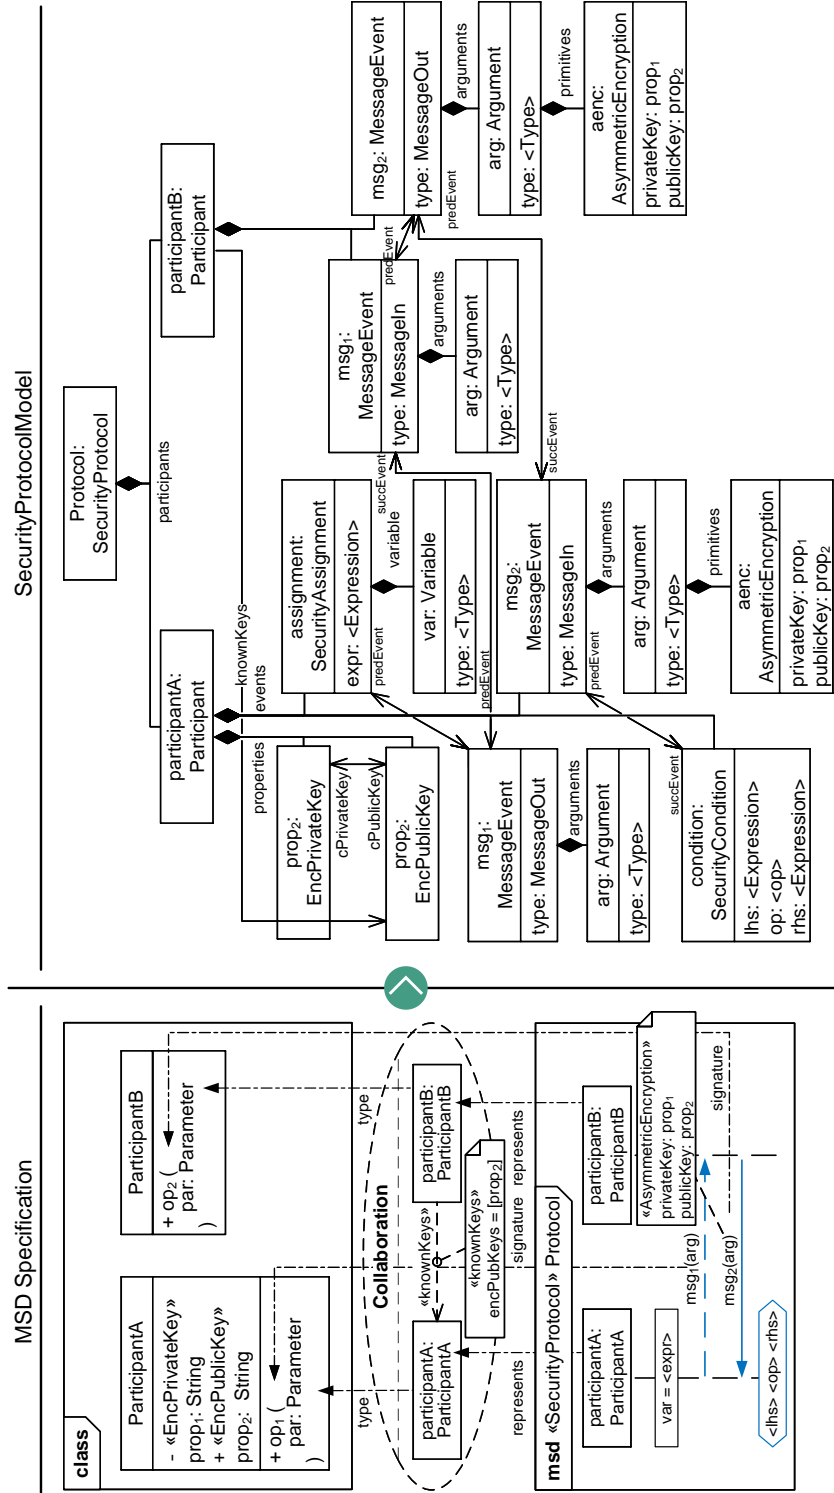 MSD Specification
class
ParticipantA
- «EncPrivateKey»
prop1: String
+ «EncPublicKey»
prop2: String
+ op1 (
par: Parameter
)
ParticipantB
+ op2 (
par: Parameter
)
type
type
Collaboration
participantA:
ParticipantA
«knownKeys»
participantB:
ParticipantB
«knownKeys»
encPubKeys = [prop2]
represents
signature
represents
msd «SecurityProtocol» Protocol
participantA:
ParticipantA
participantB:
ParticipantB
«AsymmetricEncryption»
privateKey: prop1
publicKey: prop2
signature
var = <expr>
msg1(arg)
msg2(arg)
<lhs> <op> <rhs>
SecurityProtocolModel
Protocol:
SecurityProtocol
participants
participantA:
Participant
participantB:
Participant
knownKeys
events
properties
prop2:
EncPrivateKey
cPrivateKey
cPublicKey
prop2:
EncPublicKey
assignment:
SecurityAssignment
expr: <Expression>
predEvent
variable
var: Variable
type: <Type>
succEvent
predEvent
msg1:
MessageEvent
type: MessageIn
predEvent
arguments
arg: Argument
type: <Type>
msg2: MessageEvent
type: MessageOut
predEvent
arguments
arg: Argument
type: <Type>
primitives
aenc:
AsymmetricEncryption
privateKey: prop1
publicKey: prop2
msg1:
MessageEvent
type: MessageOut
arguments
arg: Argument
type: <Type>
succEvent
msg2:
MessageEvent
type: MessageIn
predEvent
arguments
arg: Argument
type: <Type>
primitives
aenc:
AsymmetricEncryption
privateKey: prop1
publicKey: prop2
succEvent
condition:
SecurityCondition
lhs: <Expression>
op: <op>
rhs: <Expression>